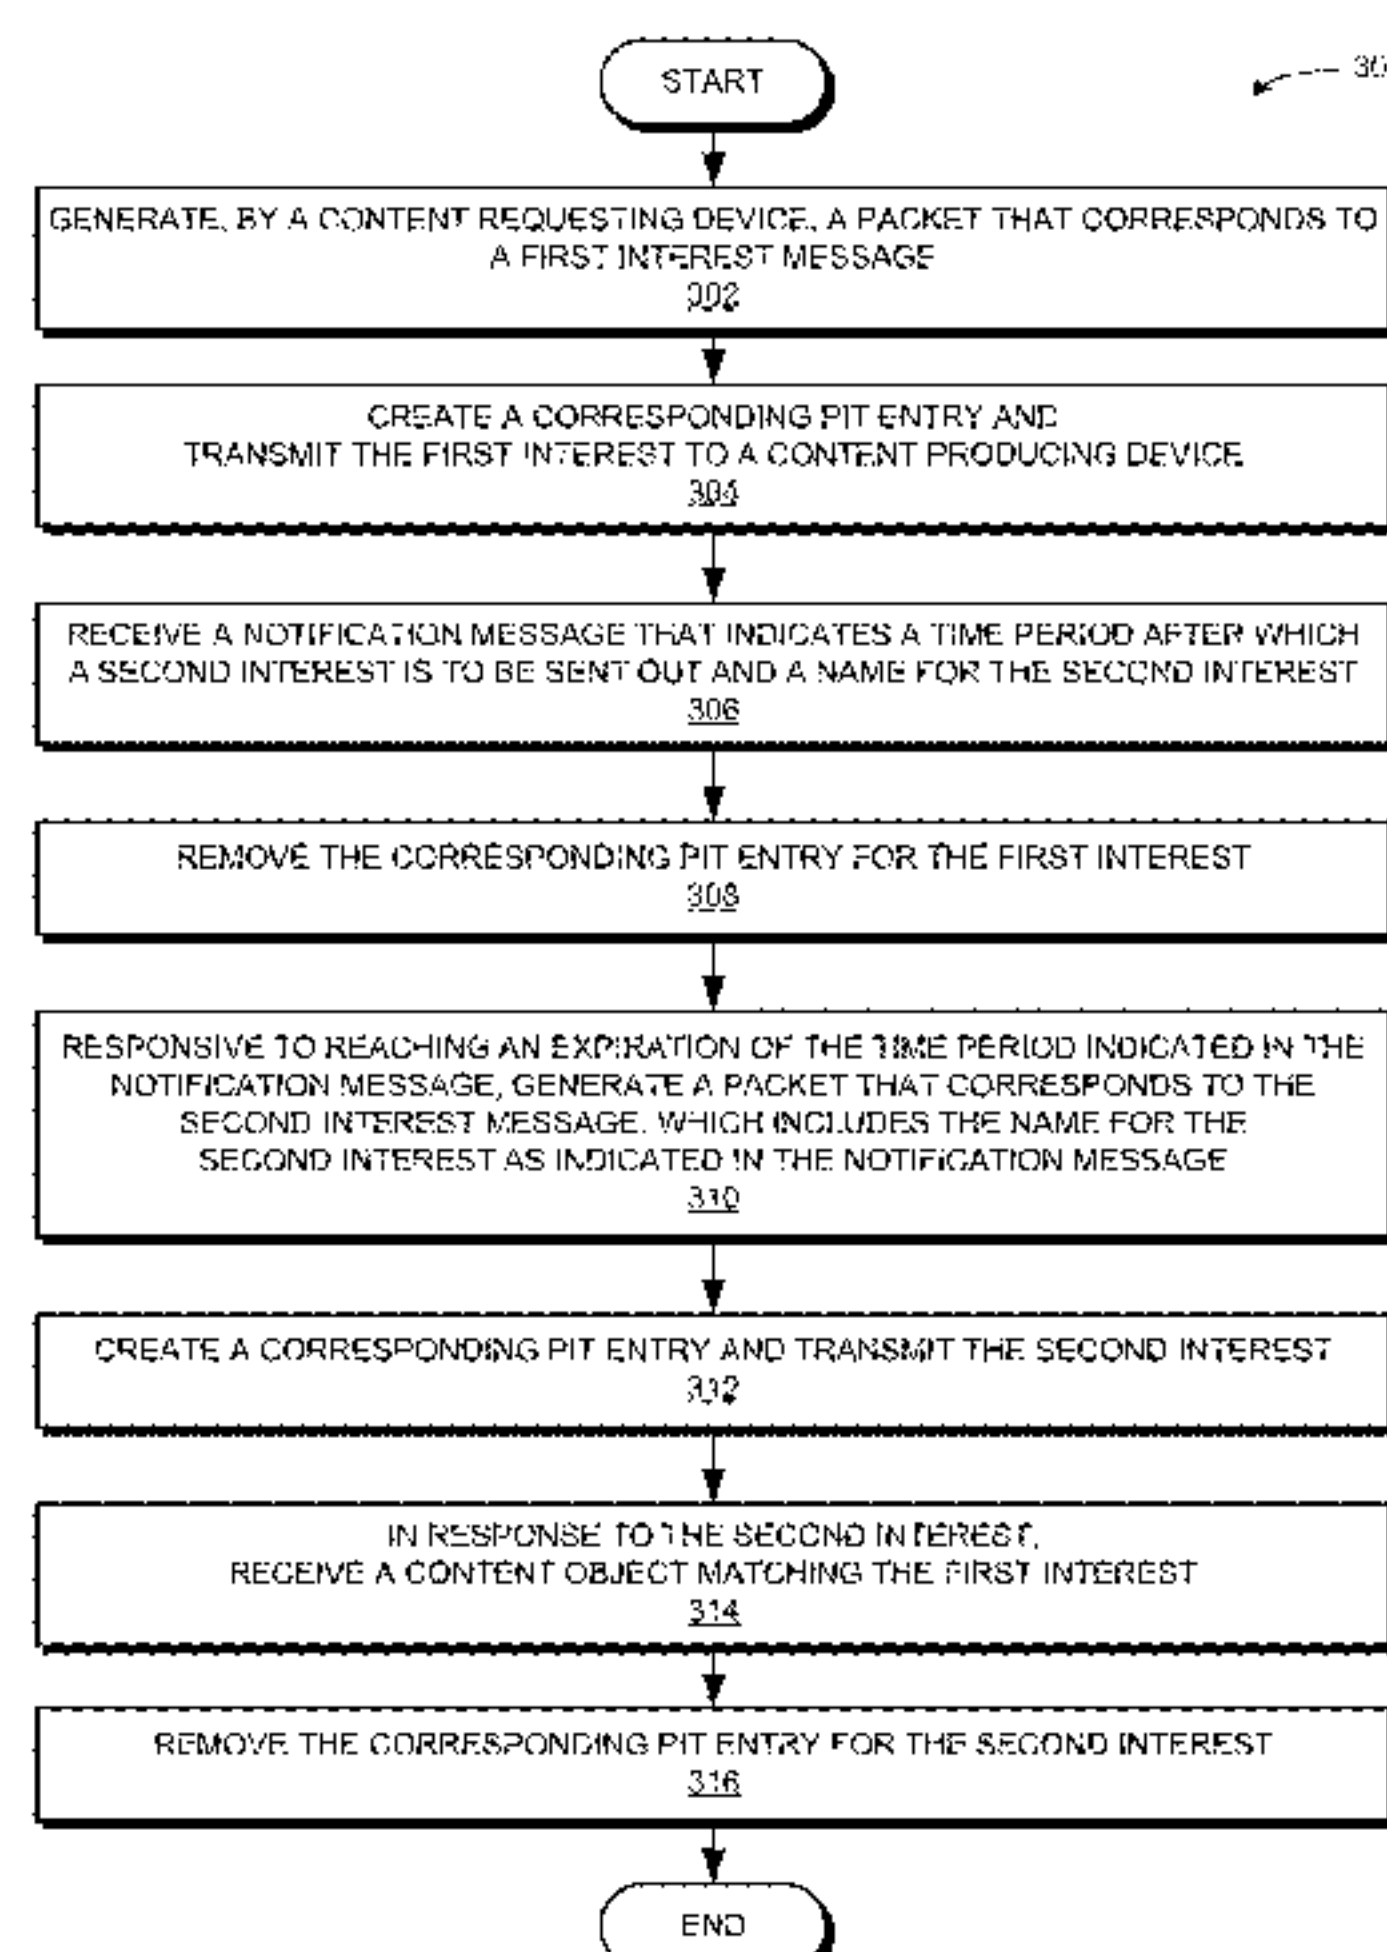 START
30
GENERATE, BY A CONTENT REQUESTING DEVICE, A PACKET THAT CORRESPONDS TO
A FIRST INTEREST MESSAGE
302
CREATE A CORRESPONDING PIT ENTRY AND
TRANSMIT THE FIRST INTEREST TO A CONTENT PRODUCING DEVICE
304
RECEIVE A NOTIFICATION MESSAGE THAT INDICATES A TIME PERIOD AFTER WHICH
A SECOND INTEREST IS TO BE SENT OUT AND A NAME FOR THE SECOND INTEREST
306
REMOVE THE CORRESPONDING PIT ENTRY FOR THE FIRST INTEREST
308
RESPONSIVE TO REACHING AN EXPIRATION OF THE TIME PERIOD INDICATED IN THE
NOTIFICATION MESSAGE, GENERATE A PACKET THAT CORRESPONDS TO THE
SECOND INTEREST MESSAGE, WHICH INCLUDES THE NAME FOR THE
SECOND INTEREST AS INDICATED IN THE NOTIFICATION MESSAGE
310
CREATE A CORRESPONDING PIT ENTRY AND TRANSMIT THE SECOND INTEREST
312
IN RESPONSE TO THE SECOND INTEREST,
RECEIVE A CONTENT OBJECT MATCHING THE FIRST INTEREST
314
REMOVE THE CORRESPONDING PIT ENTRY FOR THE SECOND INTEREST
316
END